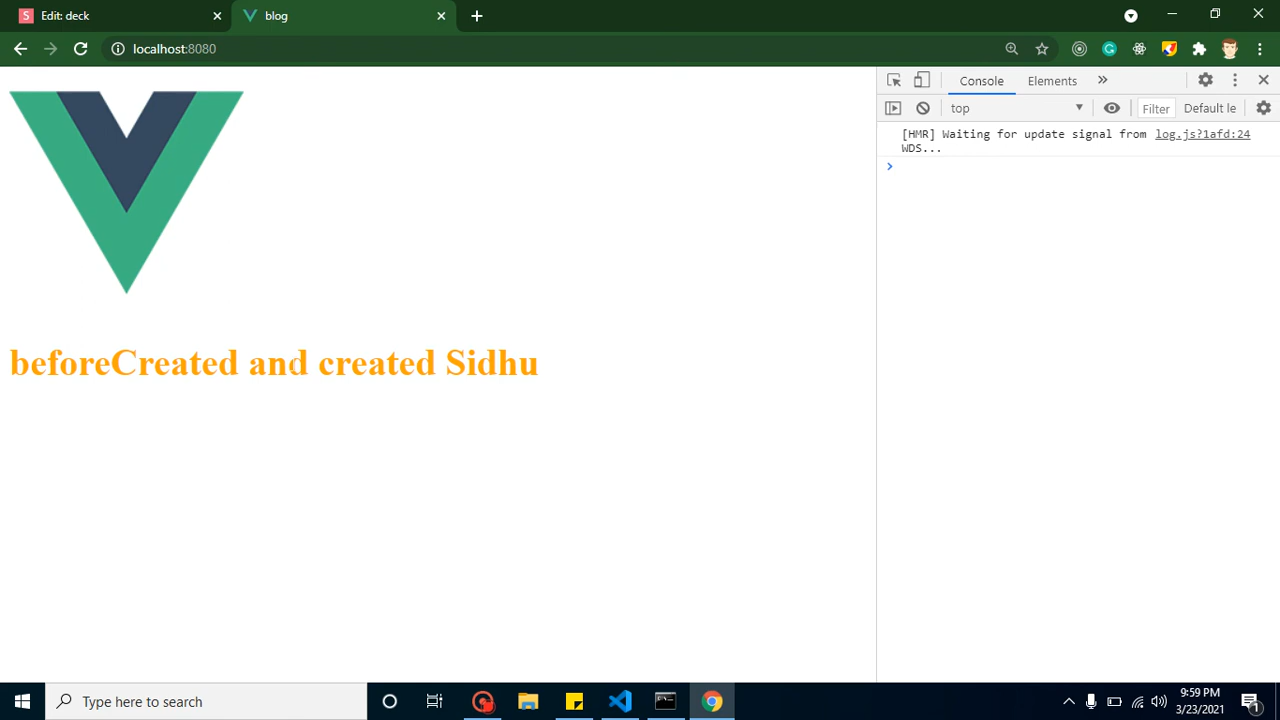 S Edit: deck
blog
localhost:8080
Console
Elements
top
Filter
Default le
[HMR] Waiting for update signal from log.js?1afd:24
WDS...
beforeCreated and created Sidhu
Type here to search
9:59 PM
3/23/2021
1